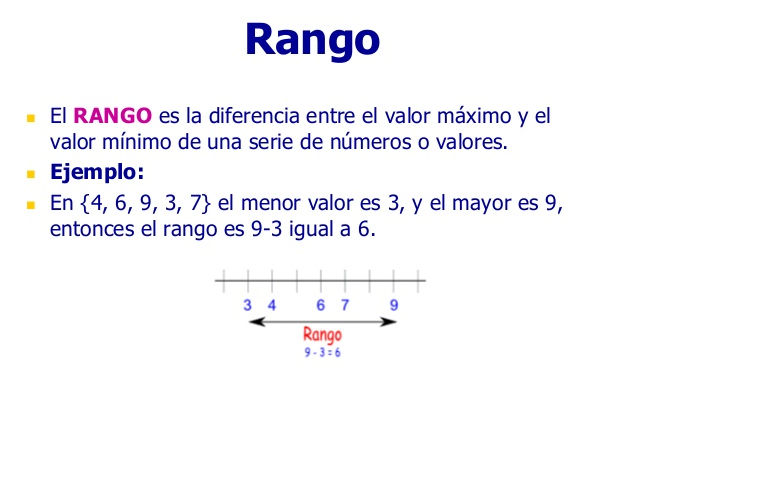 Rango
El RANGO es la diferencia entre el valor máximo y el
valor mínimo de una serie de números o valores.
Ejemplo:
En {4, 6, 9, 3, 7} el menor valor es 3, y el mayor es 9,
entonces el rango es 9-3 igual a 6.
3 4 6 7 9
Rango
9 - 3 = 6